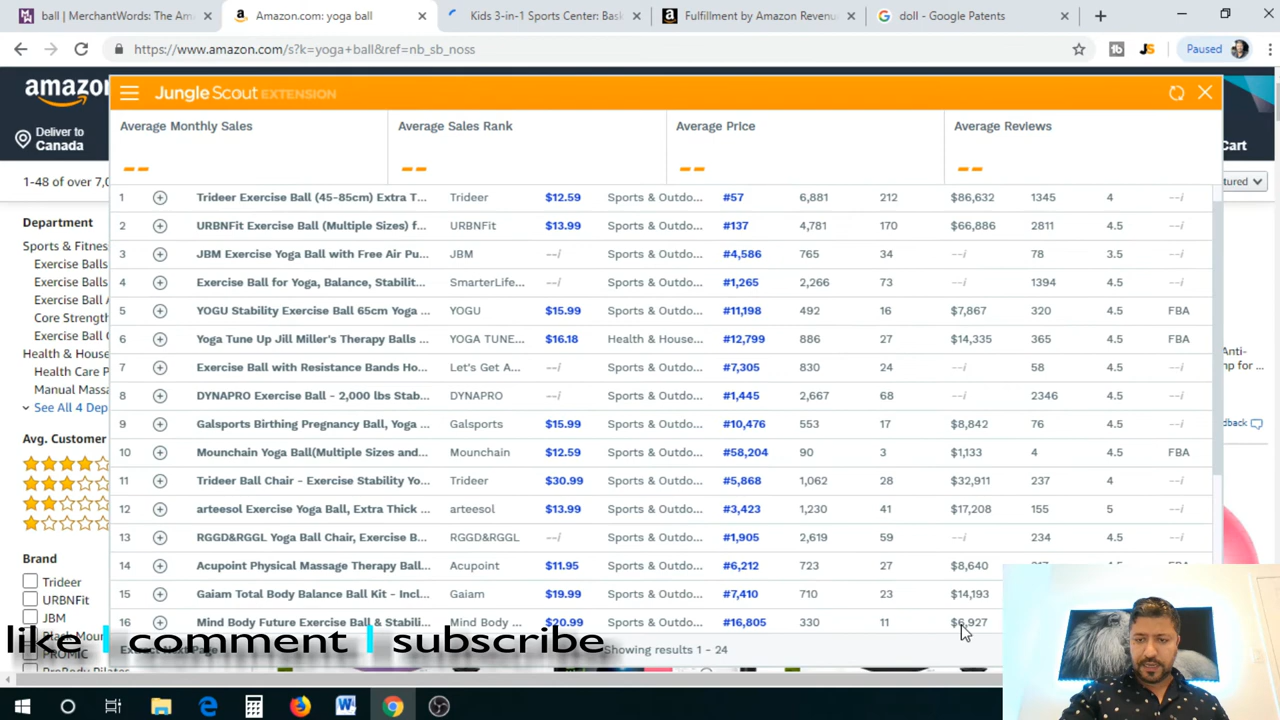 ball | MerchantWords: The Am
Amazon.com: yoga ball
Kids 3-in-1 Sports Center: Bask
Fulfillment by Amazon Revenu
doll - Google Patents
https://www.amazon.com/s?k=yoga+ball&ref=nb_sb_noss
tb
JS
Paused
amazon
Deliver to
Canada
Cart
1-48 of over 7,0
tured
Department
Sports & Fitness
Exercise Balls
Exercise Balls
Exercise Ball A
Core Strength
Exercise Ball C
Health & House
Health Care P
Manual Massa
See All 4 Dep
Avg. Customer
Brand
Trideer
URBNFit
JBM
Black Moun
PROMIC
ProBody Pilates
Jungle Scout EXTENSION
Average Monthly Sales
Average Sales Rank
Average Price
Average Reviews
-- -- -- --
1 Trideer Exercise Ball (45-85cm) Extra T... Trideer $12.59 Sports & Outdo... #57 6,881 212 $86,632 1345 4 --i
2 URBNFit Exercise Ball (Multiple Sizes) f... URBNFit $13.99 Sports & Outdo... #137 4,781 170 $66,886 2811 4.5 --i
3 JBM Exercise Yoga Ball with Free Air Pu... JBM --i Sports & Outdo... #4,586 765 34 --i 78 3.5 --i
4 Exercise Ball for Yoga, Balance, Stabilit... SmarterLife... --i Sports & Outdo... #1,265 2,266 73 --i 1394 4.5 --i
5 YOGU Stability Exercise Ball 65cm Yoga ... YOGU $15.99 Sports & Outdo... #11,198 492 16 $7,867 320 4.5 FBA
6 Yoga Tune Up Jill Miller's Therapy Balls ... YOGA TUNE... $16.18 Health & House... #12,799 886 27 $14,335 365 4.5 FBA
7 Exercise Ball with Resistance Bands Ho... Let's Get A... --i Sports & Outdo... #7,305 830 24 --i 58 4.5 --i
8 DYNAPRO Exercise Ball - 2,000 lbs Stab... DYNAPRO --i Sports & Outdo... #1,445 2,667 68 --i 2346 4.5 --i
9 Galsports Birthing Pregnancy Ball, Yoga ... Galsports $15.99 Sports & Outdo... #10,476 553 17 $8,842 76 4.5 --i
10 Mounchain Yoga Ball(Multiple Sizes and... Mounchain $12.59 Sports & Outdo... #58,204 90 3 $1,133 4 4.5 FBA
11 Trideer Ball Chair - Exercise Stability Yo... Trideer $30.99 Sports & Outdo... #5,868 1,062 28 $32,911 237 4 --i
12 arteesol Exercise Yoga Ball, Extra Thick ... arteesol $13.99 Sports & Outdo... #3,423 1,230 41 $17,208 155 5 --i
13 RGGD&RGGL Yoga Ball Chair, Exercise B... RGGD&RGGL --i Sports & Outdo... #1,905 2,619 59 --i 234 4.5 --i
14 Acupoint Physical Massage Therapy Ball... Acupoint $11.95 Sports & Outdo... #6,212 723 27 $8,640
15 Gaiam Total Body Balance Ball Kit - Incl... Gaiam $19.99 Sports & Outdo... #7,410 710 23 $14,193
16 Mind Body Future Exercise Ball & Stabili... Mind Body ... $20.99 Sports & Outdo... #16,805 330 11 $6,927
Showing results 1 - 24
Anti-
mp for ...
dback
like I comment I subscribe